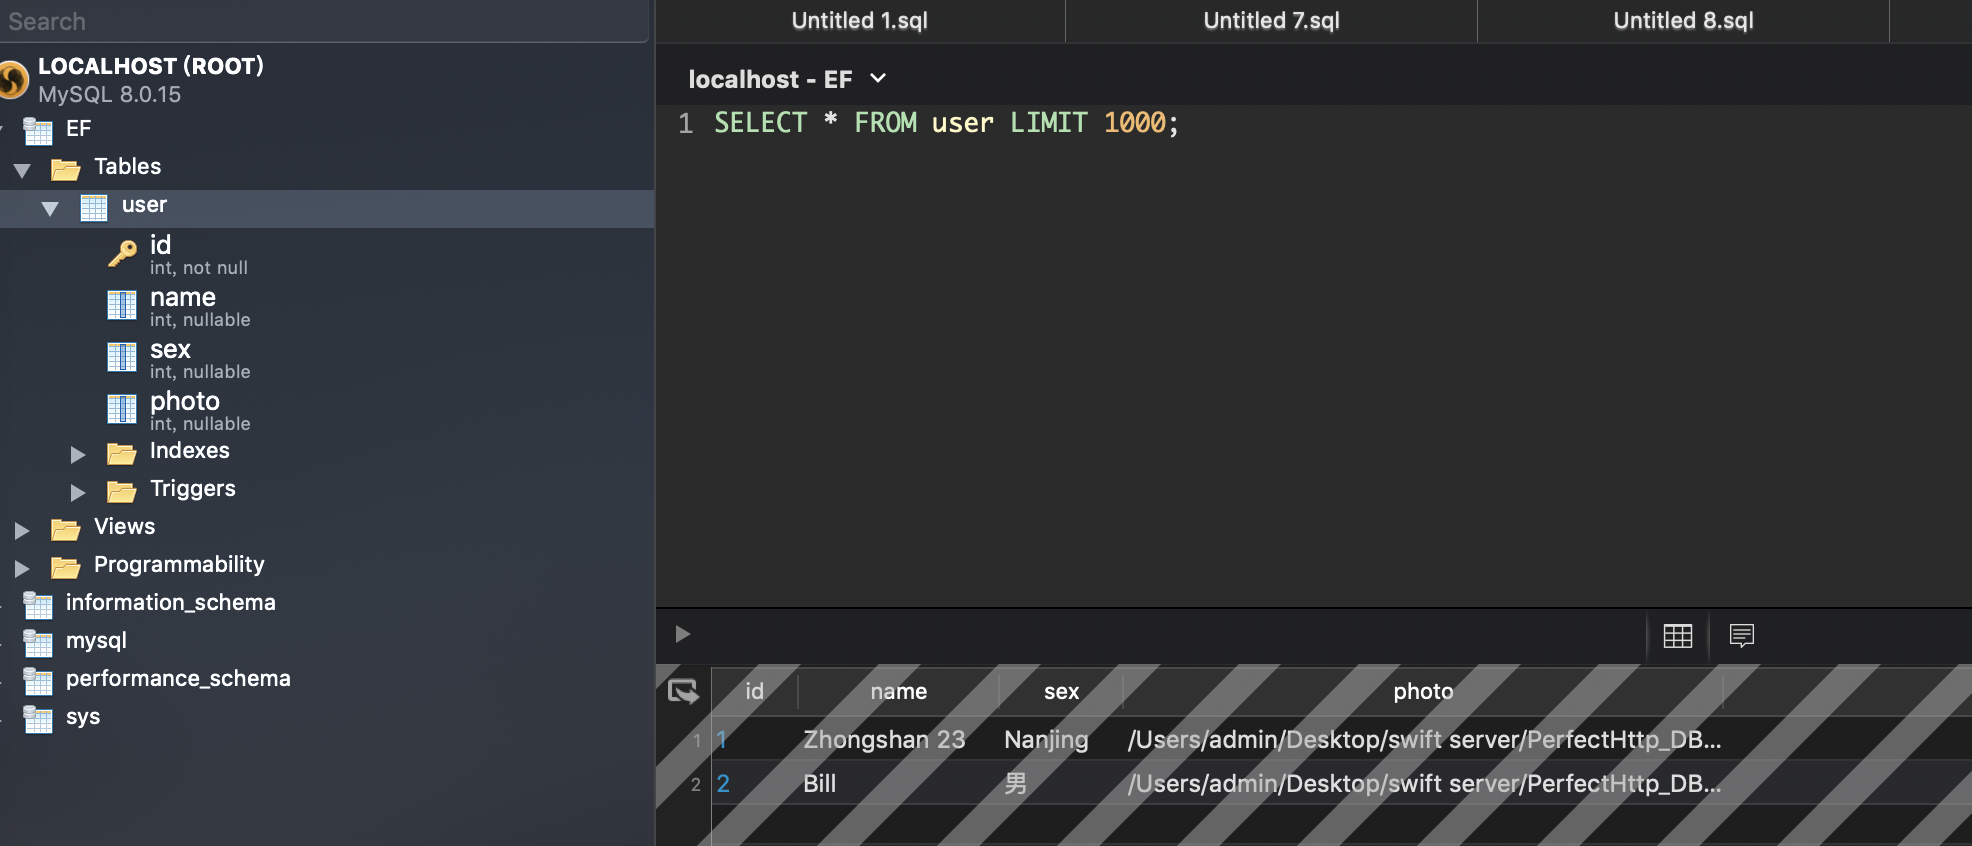 Search
LOCALHOST (ROOT)
MySQL 8.0.15
EF
Tables
user
id
int, not null
name
int, nullable
sex
int, nullable
photo
int, nullable
Indexes
Triggers
Views
Programmability
information_schema
mysql
performance_schema
sys
Untitled 1.sql Untitled 7.sql Untitled 8.sql
localhost - EF
1 SELECT * FROM user LIMIT 1000;
id name sex photo
1 1 Zhongshan 23 Nanjing /Users/admin/Desktop/swift server/PerfectHttp_DB...
2 2 Bill 男 /Users/admin/Desktop/swift server/PerfectHttp_DB...